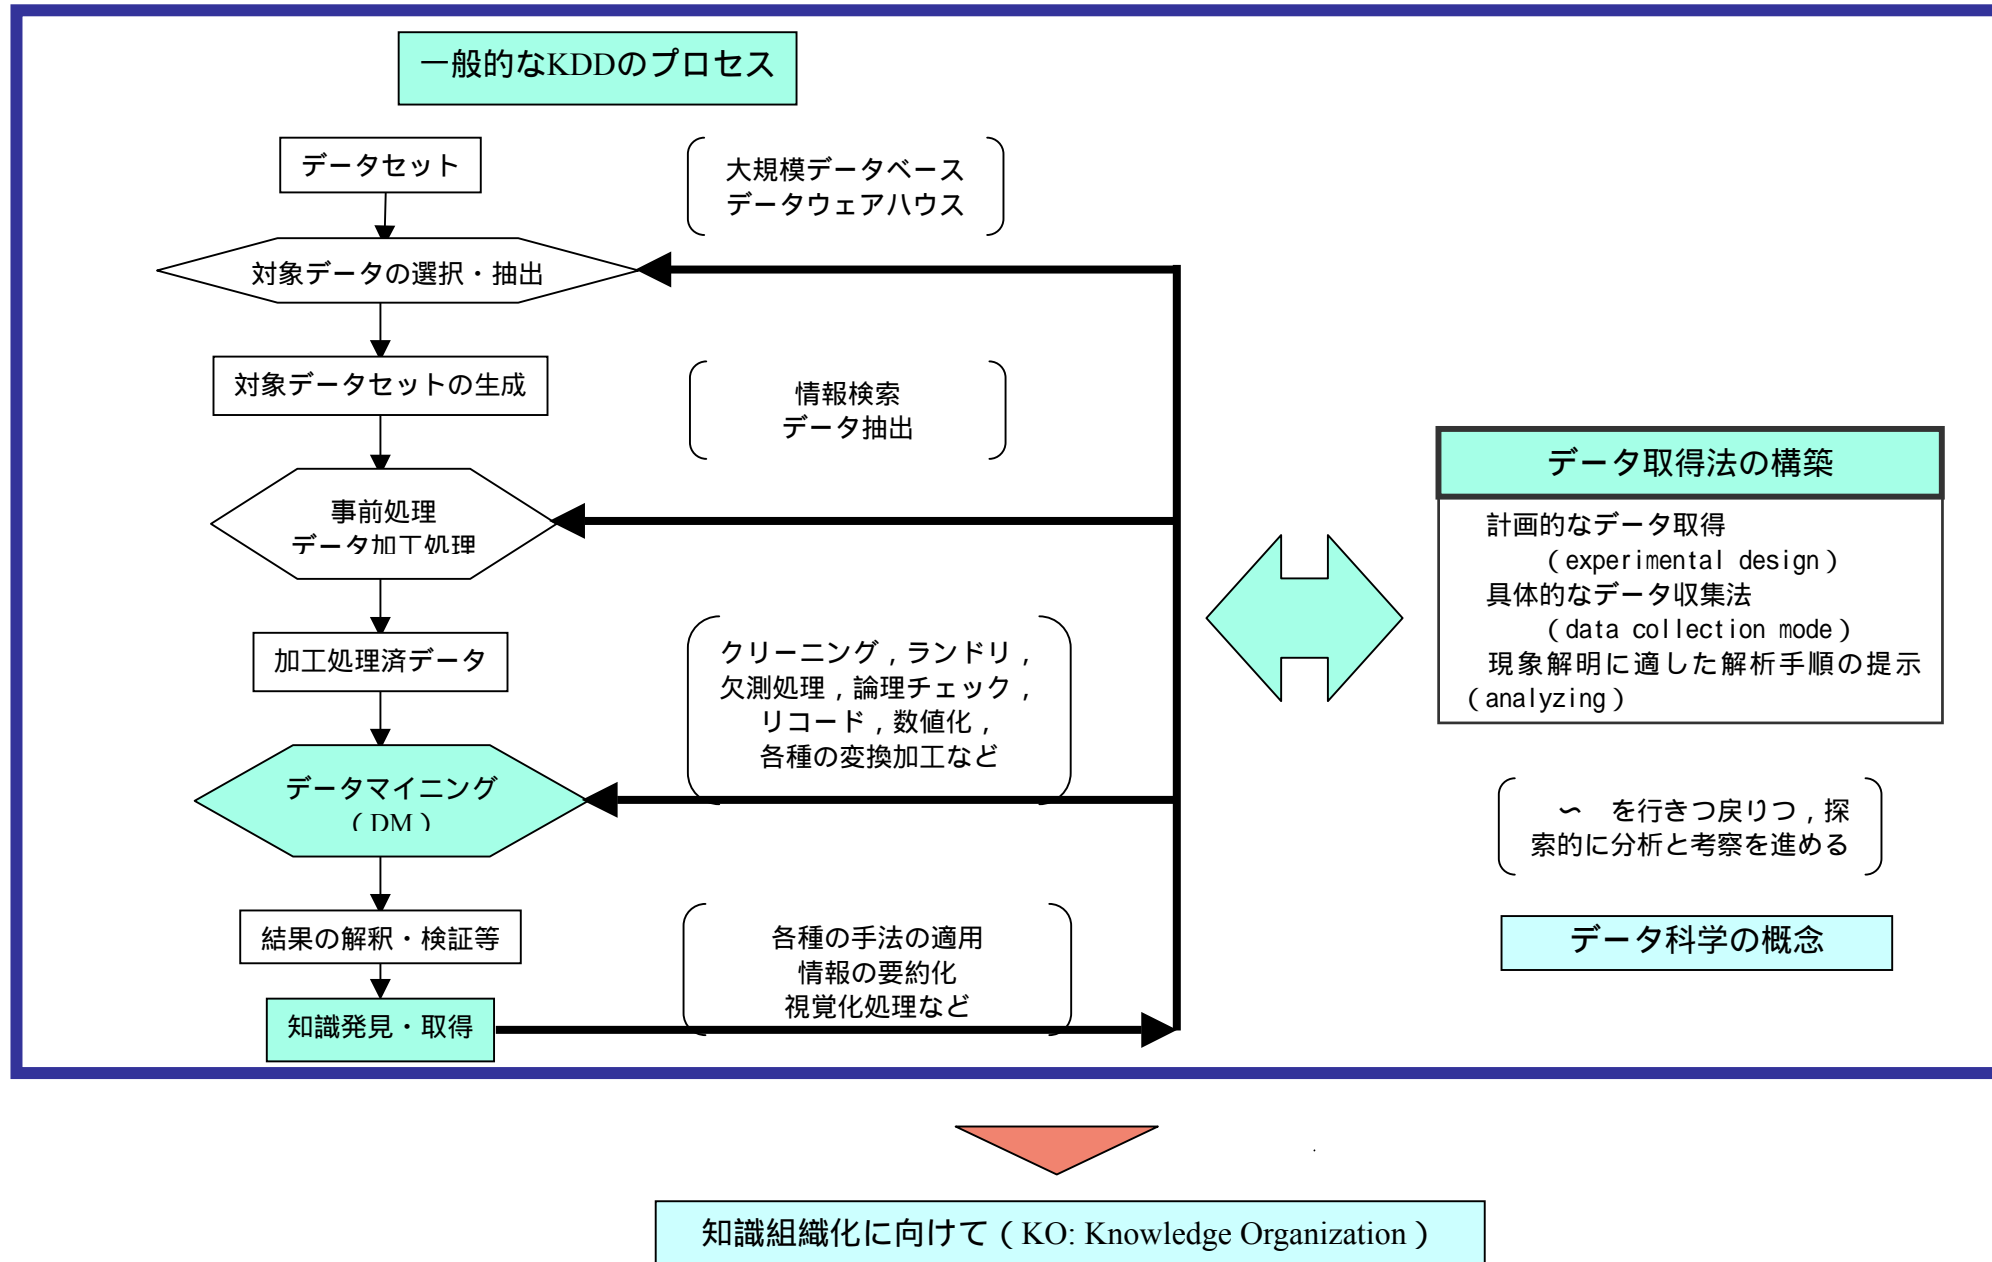 一般的なKDDのプロセス
データセット
大規模データベース
データウェアハウス
対象データの選択・抽出
対象データセットの生成
情報検索
データ抽出
事前処理
データ加工処理
加工処理済データ
クリーニング，ランドリ，
欠測処理，論理チェック，
リコード，数値化，
各種の変換加工など
データマイニング
（DM）
結果の解釈・検証等
各種の手法の適用
情報の要約化
視覚化処理など
知識発見・取得
データ取得法の構築
計画的なデータ取得
（experimental design）
具体的なデータ収集法
（data collection mode）
現象解明に適した解析手順の提示
（analyzing）
～　を行きつ戻りつ，探
索的に分析と考察を進める
データ科学の概念
知識組織化に向けて（KO: Knowledge Organization）